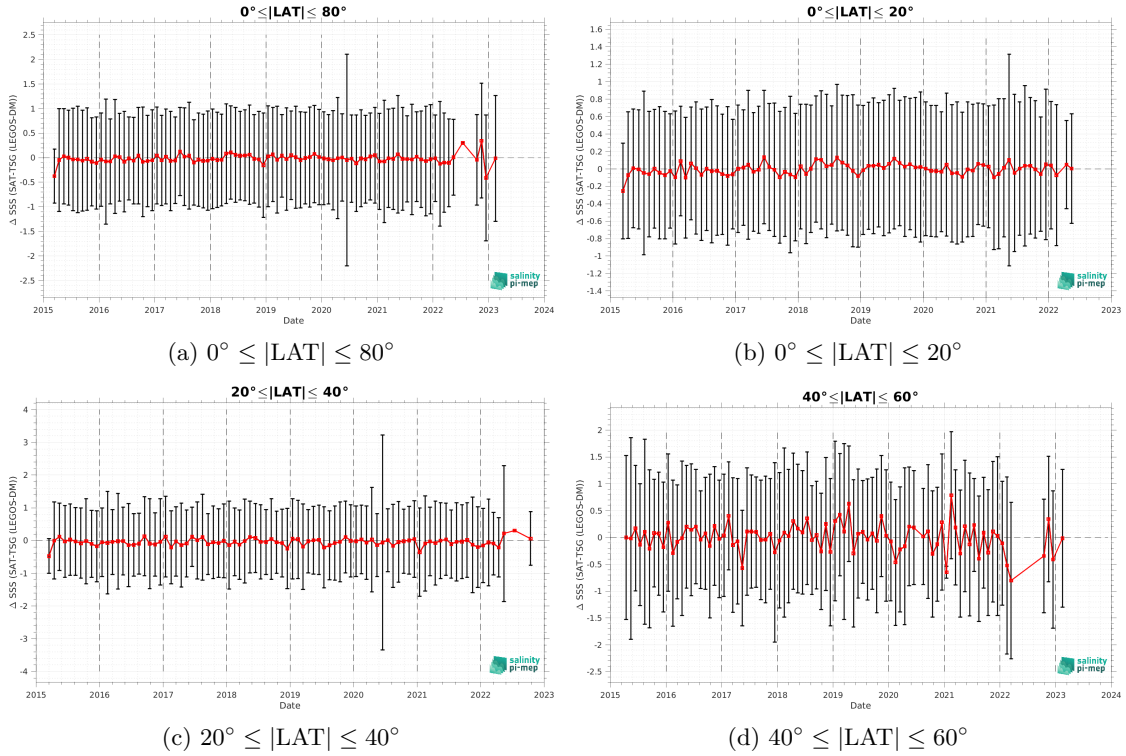 0°≤|LAT|≤ 80°
Δ SSS (SAT-TSG (LEGOS-DM))
2.5
2
1.5
1
0.5
0
-0.5
-1
-1.5
-2
-2.5
2015 2016 2017 2018 2019 2020 2021 2022 2023 2024
Date
salinity
pi-mep
(a) 0° ≤ |LAT| ≤ 80°
0°≤|LAT|≤ 20°
Δ SSS (SAT-TSG (LEGOS-DM))
1.6
1.4
1.2
1
0.8
0.6
0.4
0.2
0
-0.2
-0.4
-0.6
-0.8
-1
-1.2
-1.4
2015 2016 2017 2018 2019 2020 2021 2022 2023
Date
salinity
pi-mep
(b) 0° ≤ |LAT| ≤ 20°
20°≤|LAT|≤ 40°
Δ SSS (SAT-TSG (LEGOS-DM))
4
3
2
1
0
-1
-2
-3
-4
2015 2016 2017 2018 2019 2020 2021 2022 2023
Date
salinity
pi-mep
(c) 20° ≤ |LAT| ≤ 40°
40°≤|LAT|≤ 60°
Δ SSS (SAT-TSG (LEGOS-DM))
2
1.5
1
0.5
0
-0.5
-1
-1.5
-2
-2.5
2015 2016 2017 2018 2019 2020 2021 2022 2023 2024
Date
salinity
pi-mep
(d) 40° ≤ |LAT| ≤ 60°